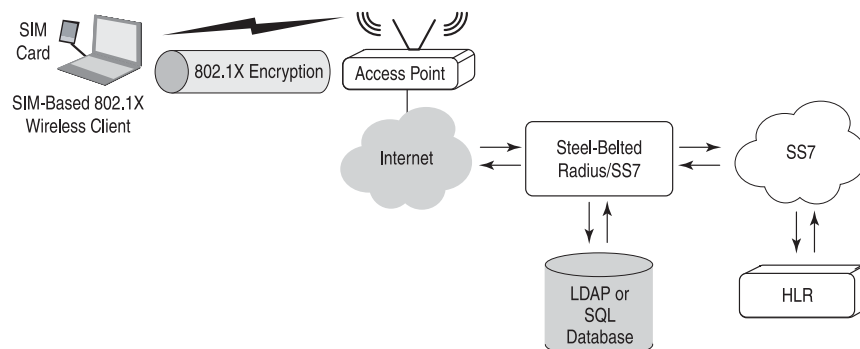 SIM
Card
SIM-Based 802.1X
Wireless Client
802.1X Encryption
Access Point
Internet
Steel-Belted
Radius/SS7
SS7
LDAP or
SQL
Database
HLR